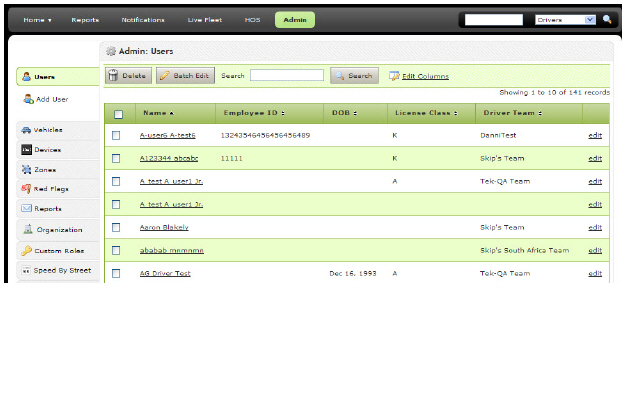 Home ▾ Reports Notifications Live Fleet HOS Admin Drivers
Admin: Users
Users
Add User
Vehicles
Devices
Zones
Red Flags
Reports
Organization
Custom Roles
Speed By Street
Delete Batch Edit Search Search Edit Columns
Showing 1 to 10 of 141 records
Name Employee ID DOB License Class Driver Team
A-user6 A-test6 13243546456456456489 K DanniTest edit
A123344 abcabc 11111 K Skip's Team edit
A-test A-user1 Jr. A Tek-QA Team edit
A-test A-user1 Jr. edit
Aaron Blakely Skip's Team edit
ababab mnmnmn Skip's South Africa Team edit
AG Driver Test Dec 16, 1993 A Tek-QA Team edit